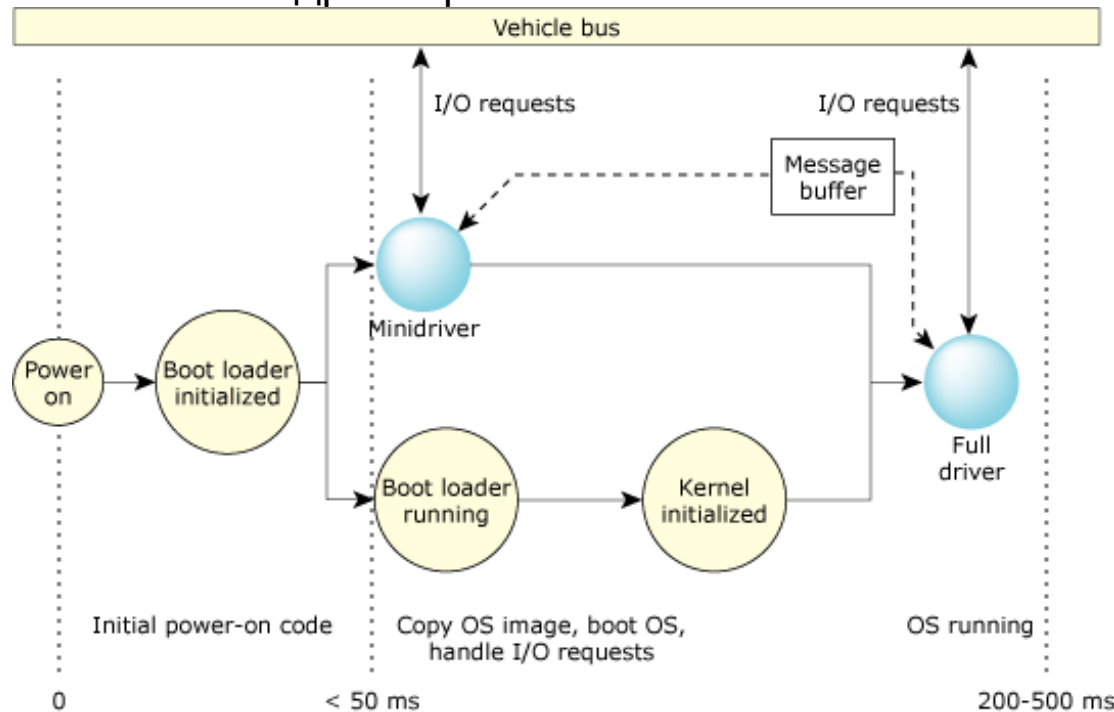 Vehicle bus
I/O requests
I/O requests
Message
buffer
Minidriver
Power
on
Boot loader
initialized
Full
driver
Boot loader
running
Kernel
initialized
Initial power-on code
Copy OS image, boot OS,
handle I/O requests
OS running
0
< 50 ms
200-500 ms